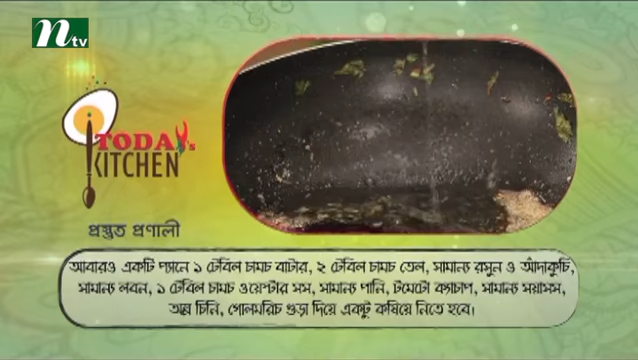 ntv
TODAY's
KITCHEN
প্রস্তুত প্রণালী
আবারও একটি প্যানে ১ টেবিল চামচ বাটার, ২ টেবিল চামচ তেল, সামান্য রসুন ও আঁদাকুচি,
সামান্য লবন, ১ টেবিল চামচ ওয়েস্টার সস, সামান্য পানি, টমেটো ক্যাচাপ, সামান্য সয়াসস,
অল্প চিনি, গোলমরিচ গুড়া দিয়ে একটু কষিয়ে নিতে হবে।